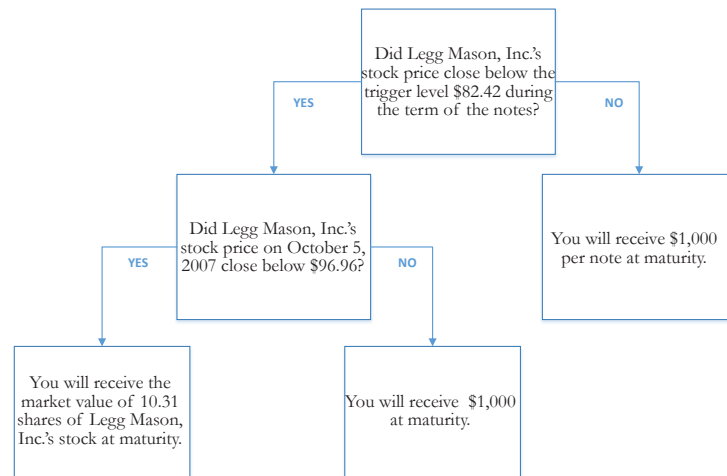 Did Legg Mason, Inc.'s
stock price close below the
trigger level $82.42 during
the term of the notes?
YES
NO
Did Legg Mason, Inc.'s
stock price on October 5,
2007 close below $96.96?
You will receive $1,000
per note at maturity.
YES
NO
You will receive the
market value of 10.31
shares of Legg Mason,
Inc.'s stock at maturity.
You will receive $1,000
at maturity.